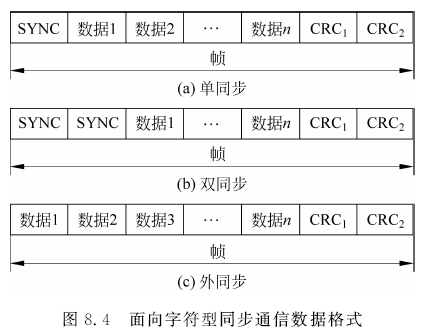 SYNC 数据1 数据2 … 数据n CRC₁ CRC₂
帧
(a) 单同步
SYNC SYNC 数据1 … 数据n CRC₁ CRC₂
帧
(b) 双同步
数据1 数据2 数据3 … 数据n CRC₁ CRC₂
帧
(c) 外同步
图 8.4 面向字符型同步通信数据格式